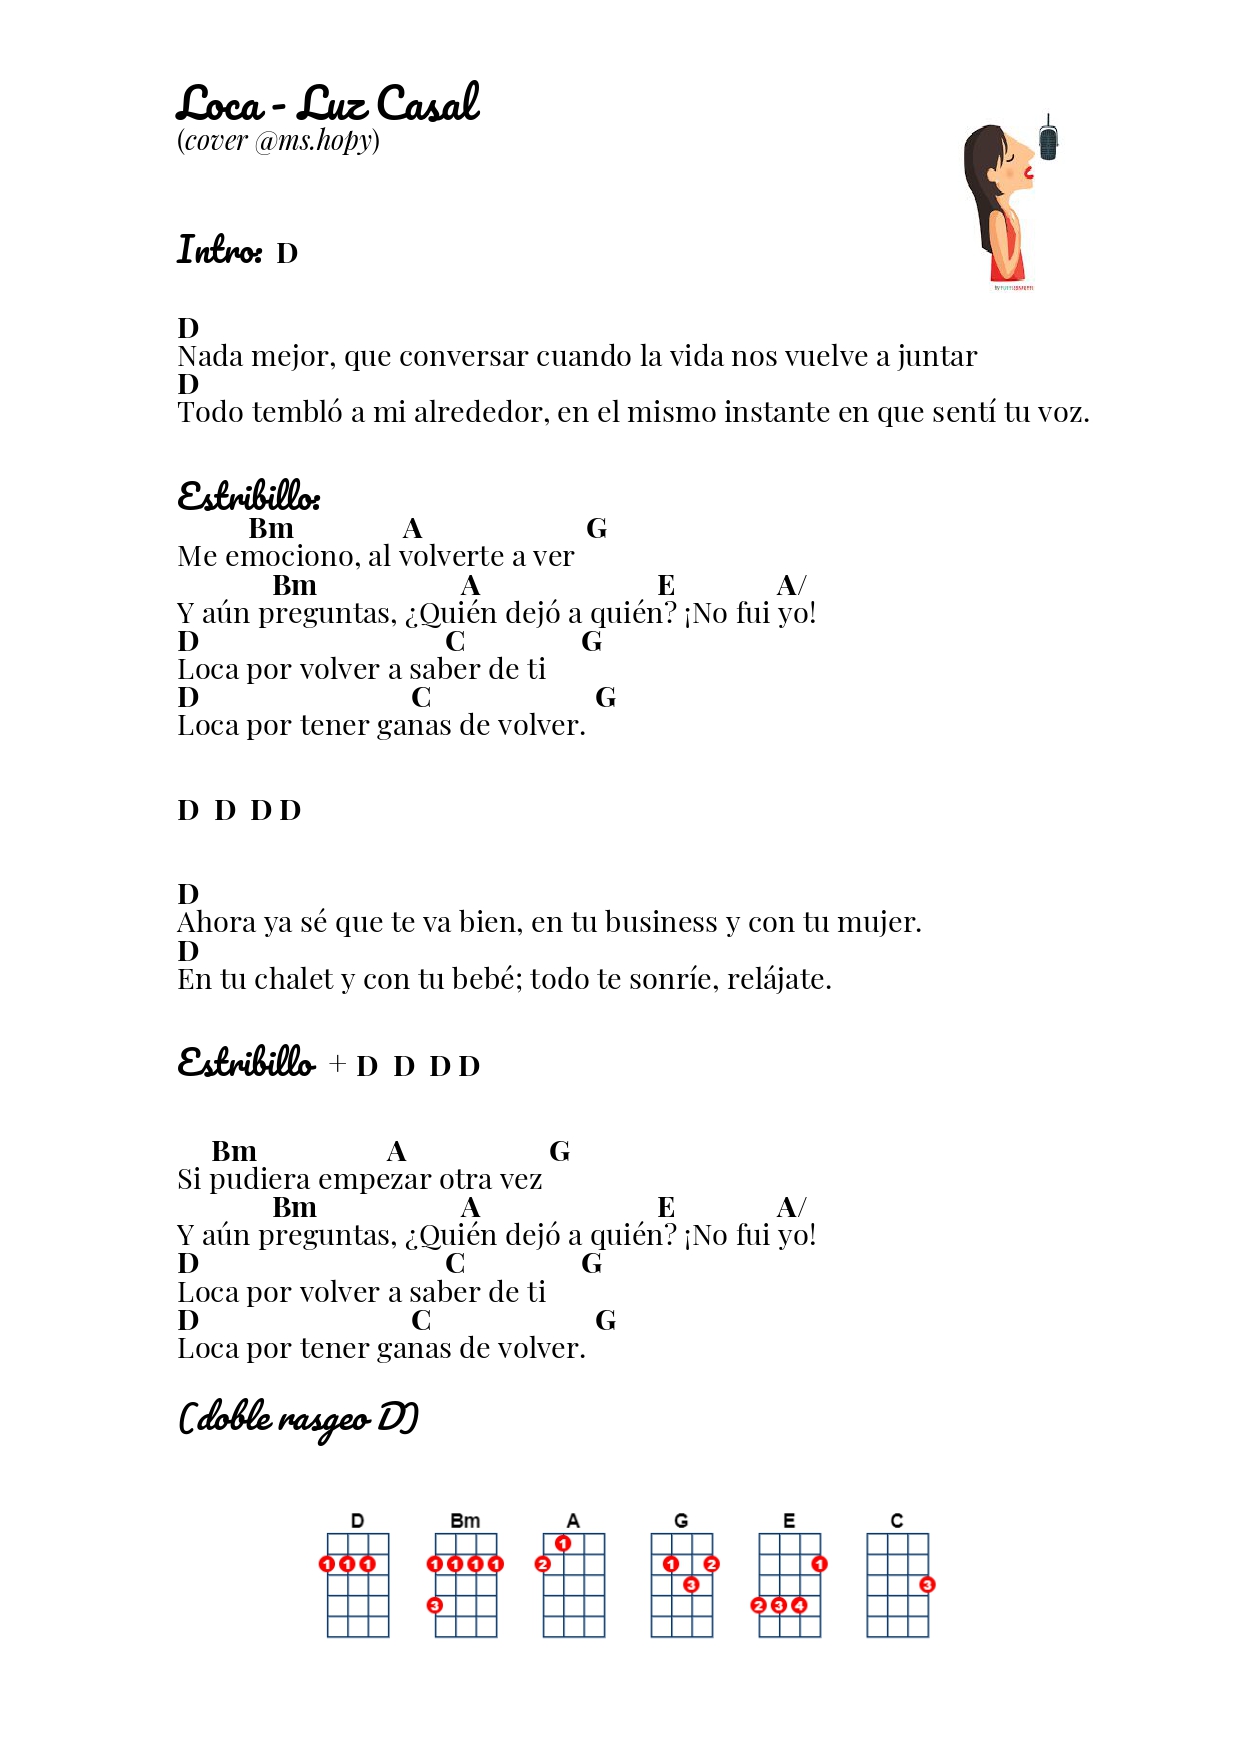 Loca - Luz Casal
(cover @ms.hopy)
Intro: D
D
Nada mejor, que conversar cuando la vida nos vuelve a juntar
D
Todo tembló a mi alrededor, en el mismo instante en que sentí tu voz.
Estribillo:
Bm A G
Me emociono, al volverte a ver
Bm A E A/
Y aún preguntas, ¿Quién dejó a quién? ¡No fui yo!
D C G
Loca por volver a saber de ti
D C G
Loca por tener ganas de volver.
D D D D
D
Ahora ya sé que te va bien, en tu business y con tu mujer.
D
En tu chalet y con tu bebé; todo te sonríe, relájate.
Estribillo + D D D D
Bm A G
Si pudiera empezar otra vez
Bm A E A/
Y aún preguntas, ¿Quién dejó a quién? ¡No fui yo!
D C G
Loca por volver a saber de ti
D C G
Loca por tener ganas de volver.
(doble rasgeo D)
D Bm A G E C
1 1 1 1 1 1 1 3 1 2 1 2 3 1 2 3 4 3